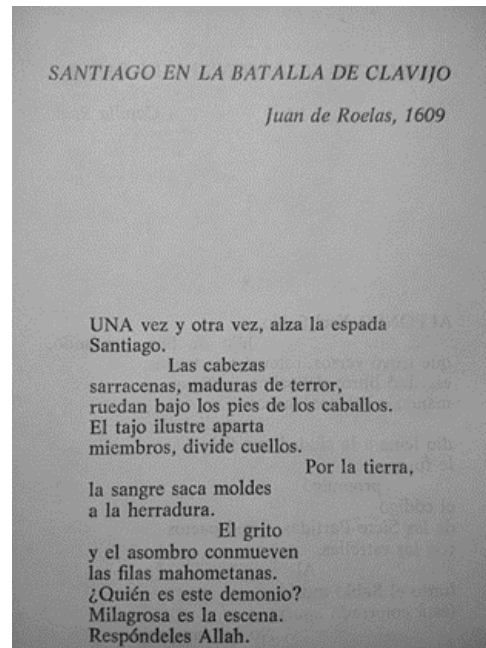 SANTIAGO EN LA BATALLA DE CLAVIJO
Juan de Roelas, 1609
UNA vez y otra vez, alza la espada
Santiago.
Las cabezas
sarracenas, maduras de terror,
ruedan bajo los pies de los caballos.
El tajo ilustre aparta
miembros, divide cuellos.
Por la tierra,
la sangre saca moldes
a la herradura.
El grito
y el asombro conmueven
las filas mahometanas.
¿Quién es este demonio?
Milagrosa es la escena.
Respóndeles Allah.